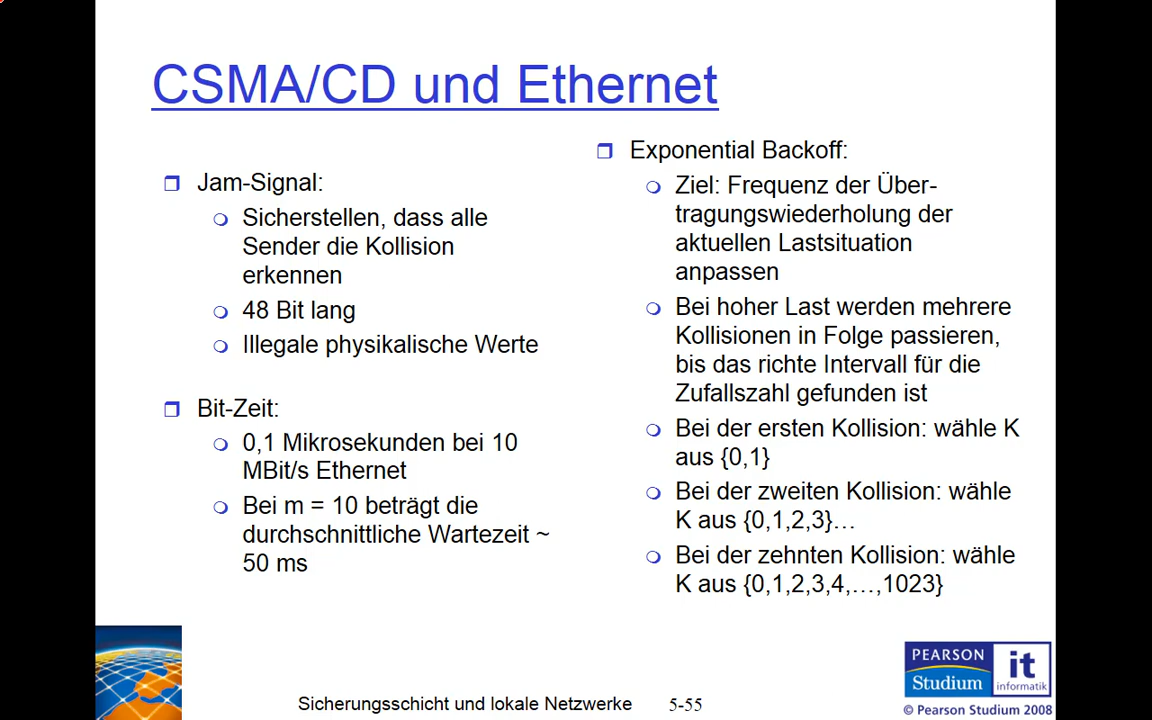 CSMA/CD und Ethernet
Jam-Signal:
Sicherstellen, dass alle
Sender die Kollision
erkennen
48 Bit lang
Illegale physikalische Werte
Bit-Zeit:
0,1 Mikrosekunden bei 10
MBit/s Ethernet
Bei m = 10 beträgt die
durchschnittliche Wartezeit ~
50 ms
Exponential Backoff:
Ziel: Frequenz der Über-
tragungswiederholung der
aktuellen Lastsituation
anpassen
Bei hoher Last werden mehrere
Kollisionen in Folge passieren,
bis das richte Intervall für die
Zufallszahl gefunden ist
Bei der ersten Kollision: wähle K
aus {0,1}
Bei der zweiten Kollision: wähle
K aus {0,1,2,3}…
Bei der zehnten Kollision: wähle
K aus {0,1,2,3,4,…,1023}
Sicherungsschicht und lokale Netzwerke 5-55
PEARSON
Studium
it
informatik
© Pearson Studium 2008